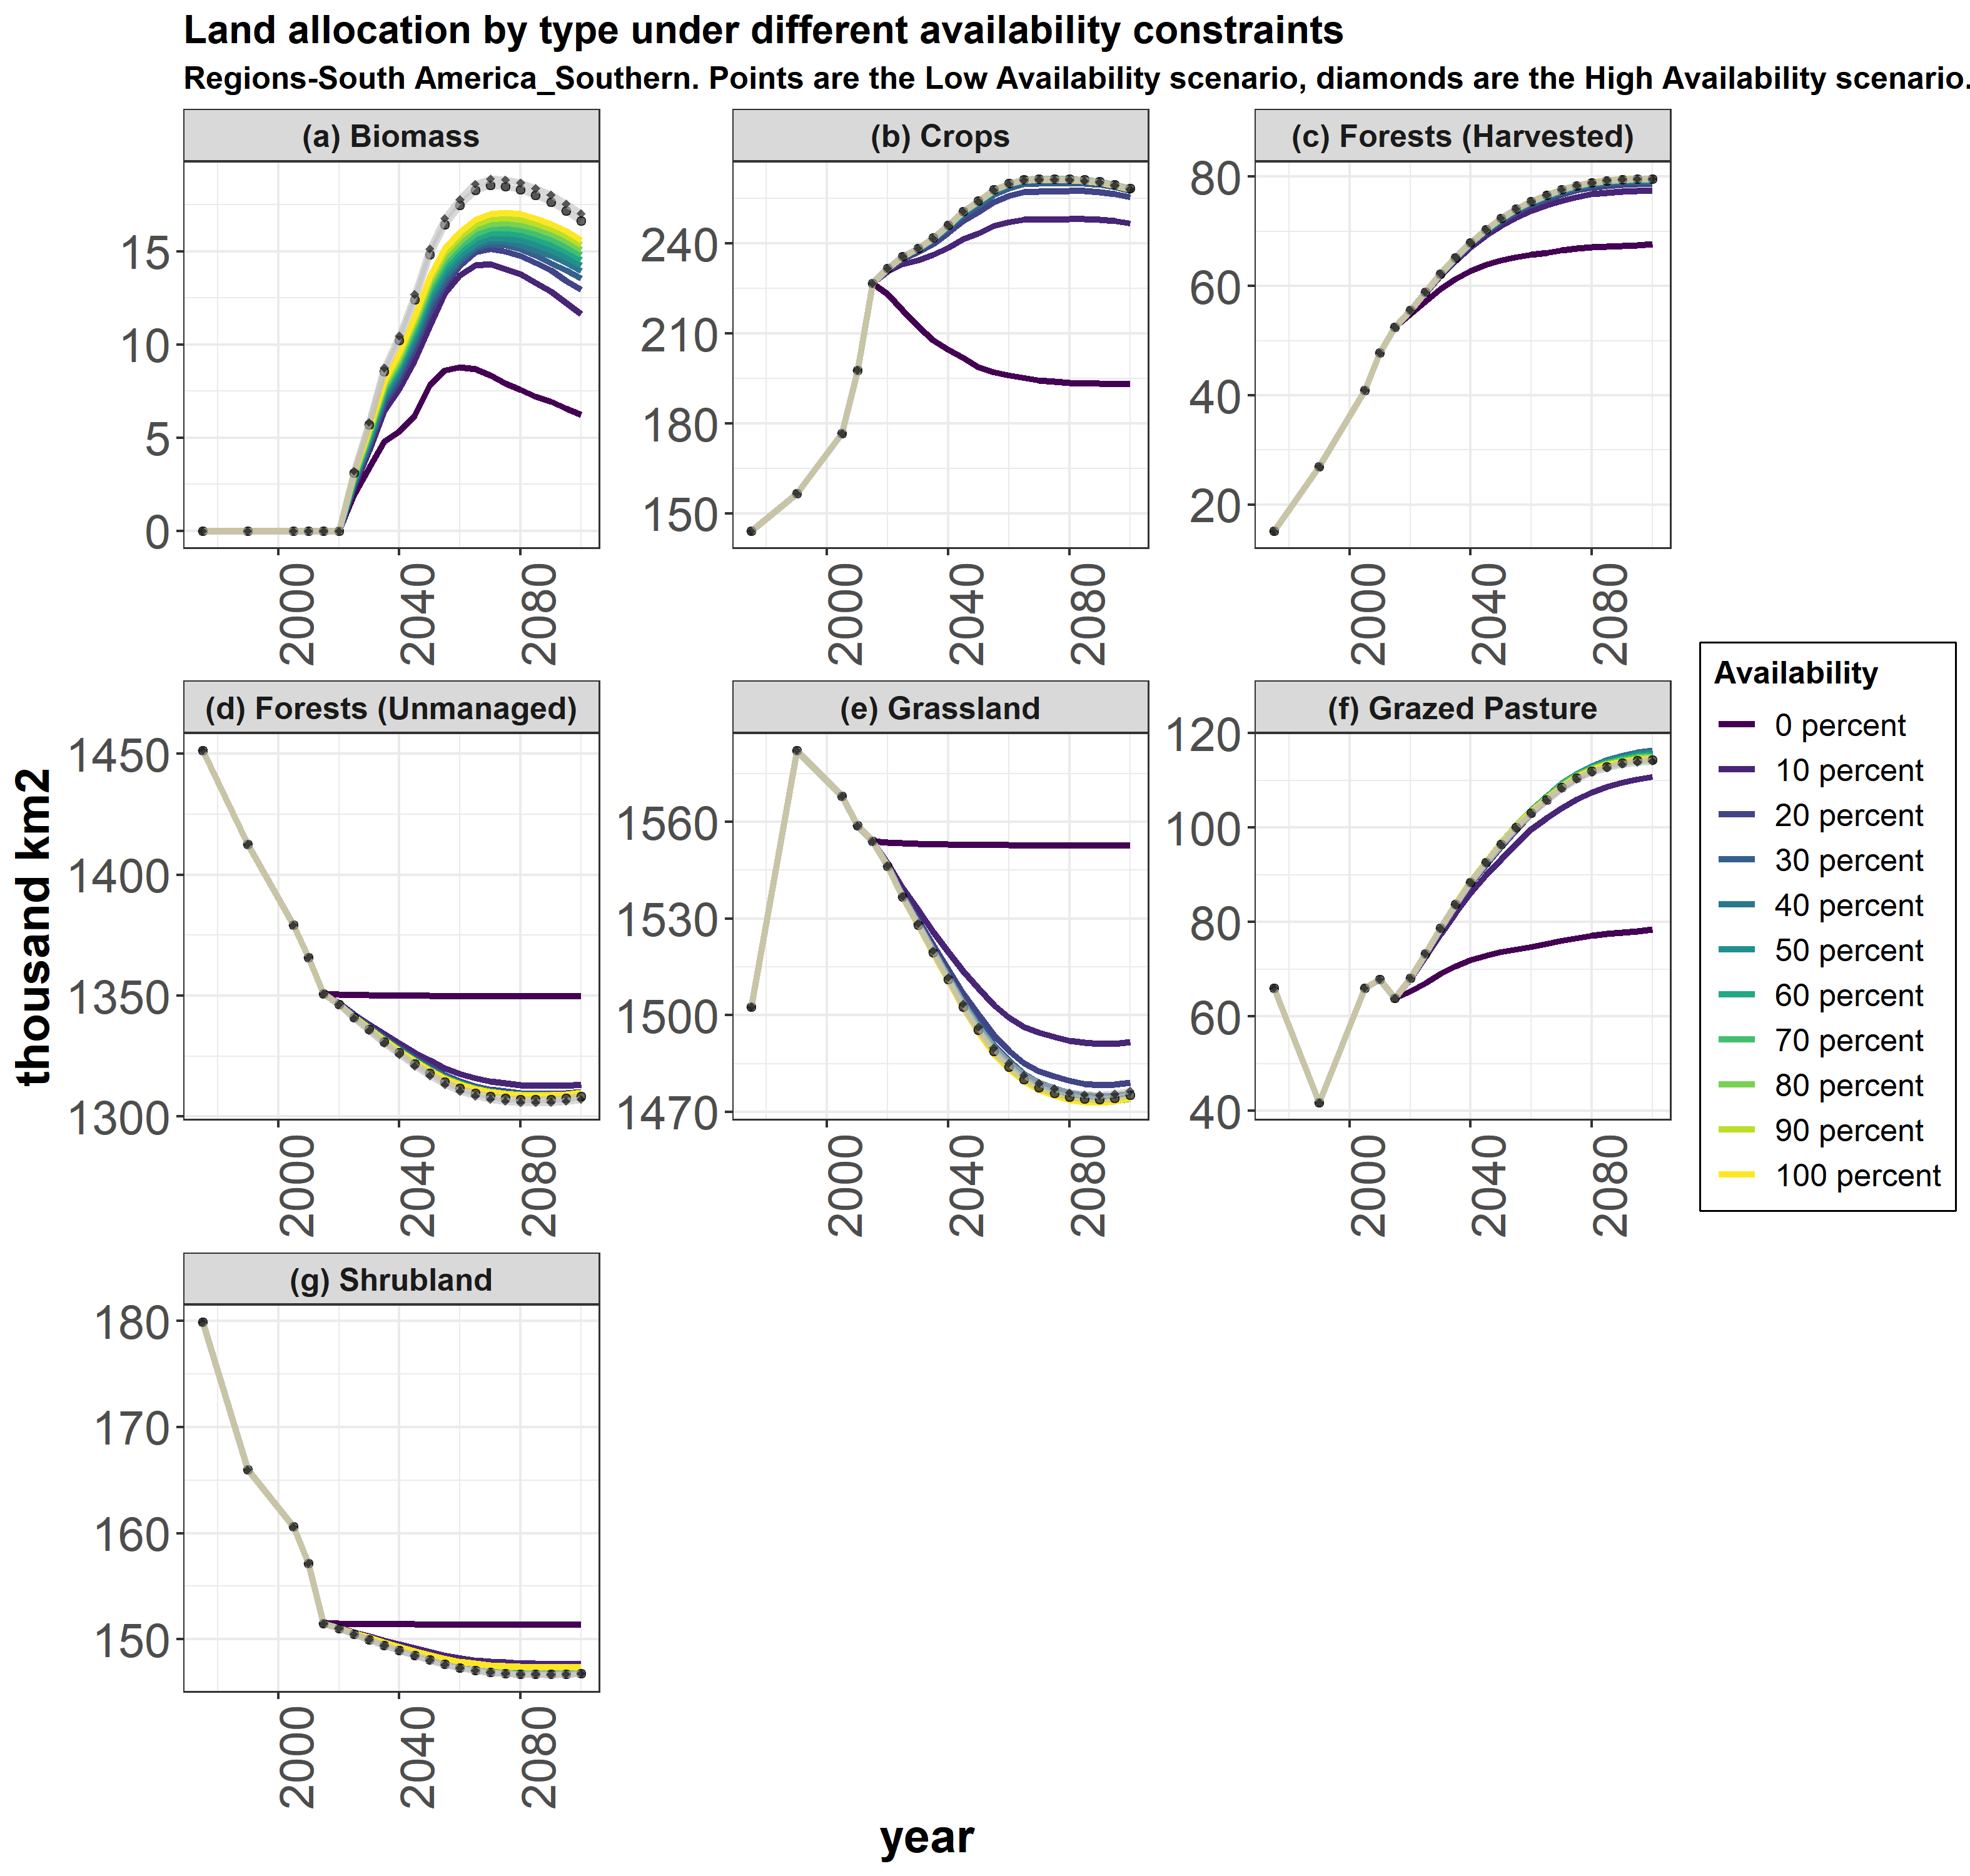 Land allocation by type under different availability constraints
Regions-South America_Southern. Points are the Low Availability scenario, diamonds are the High Availability scenario.
(a) Biomass
15
10
5
0
2000
2040
2080
(b) Crops
240
210
180
150
2000
2040
2080
(c) Forests (Harvested)
80
60
40
20
2000
2040
2080
(d) Forests (Unmanaged)
1450
1400
1350
1300
2000
2040
2080
(e) Grassland
1560
1530
1500
1470
2000
2040
2080
(f) Grazed Pasture
120
100
80
60
40
2000
2040
2080
(g) Shrubland
180
170
160
150
2000
2040
2080
thousand km2
year
Availability
0 percent
10 percent
20 percent
30 percent
40 percent
50 percent
60 percent
70 percent
80 percent
90 percent
100 percent